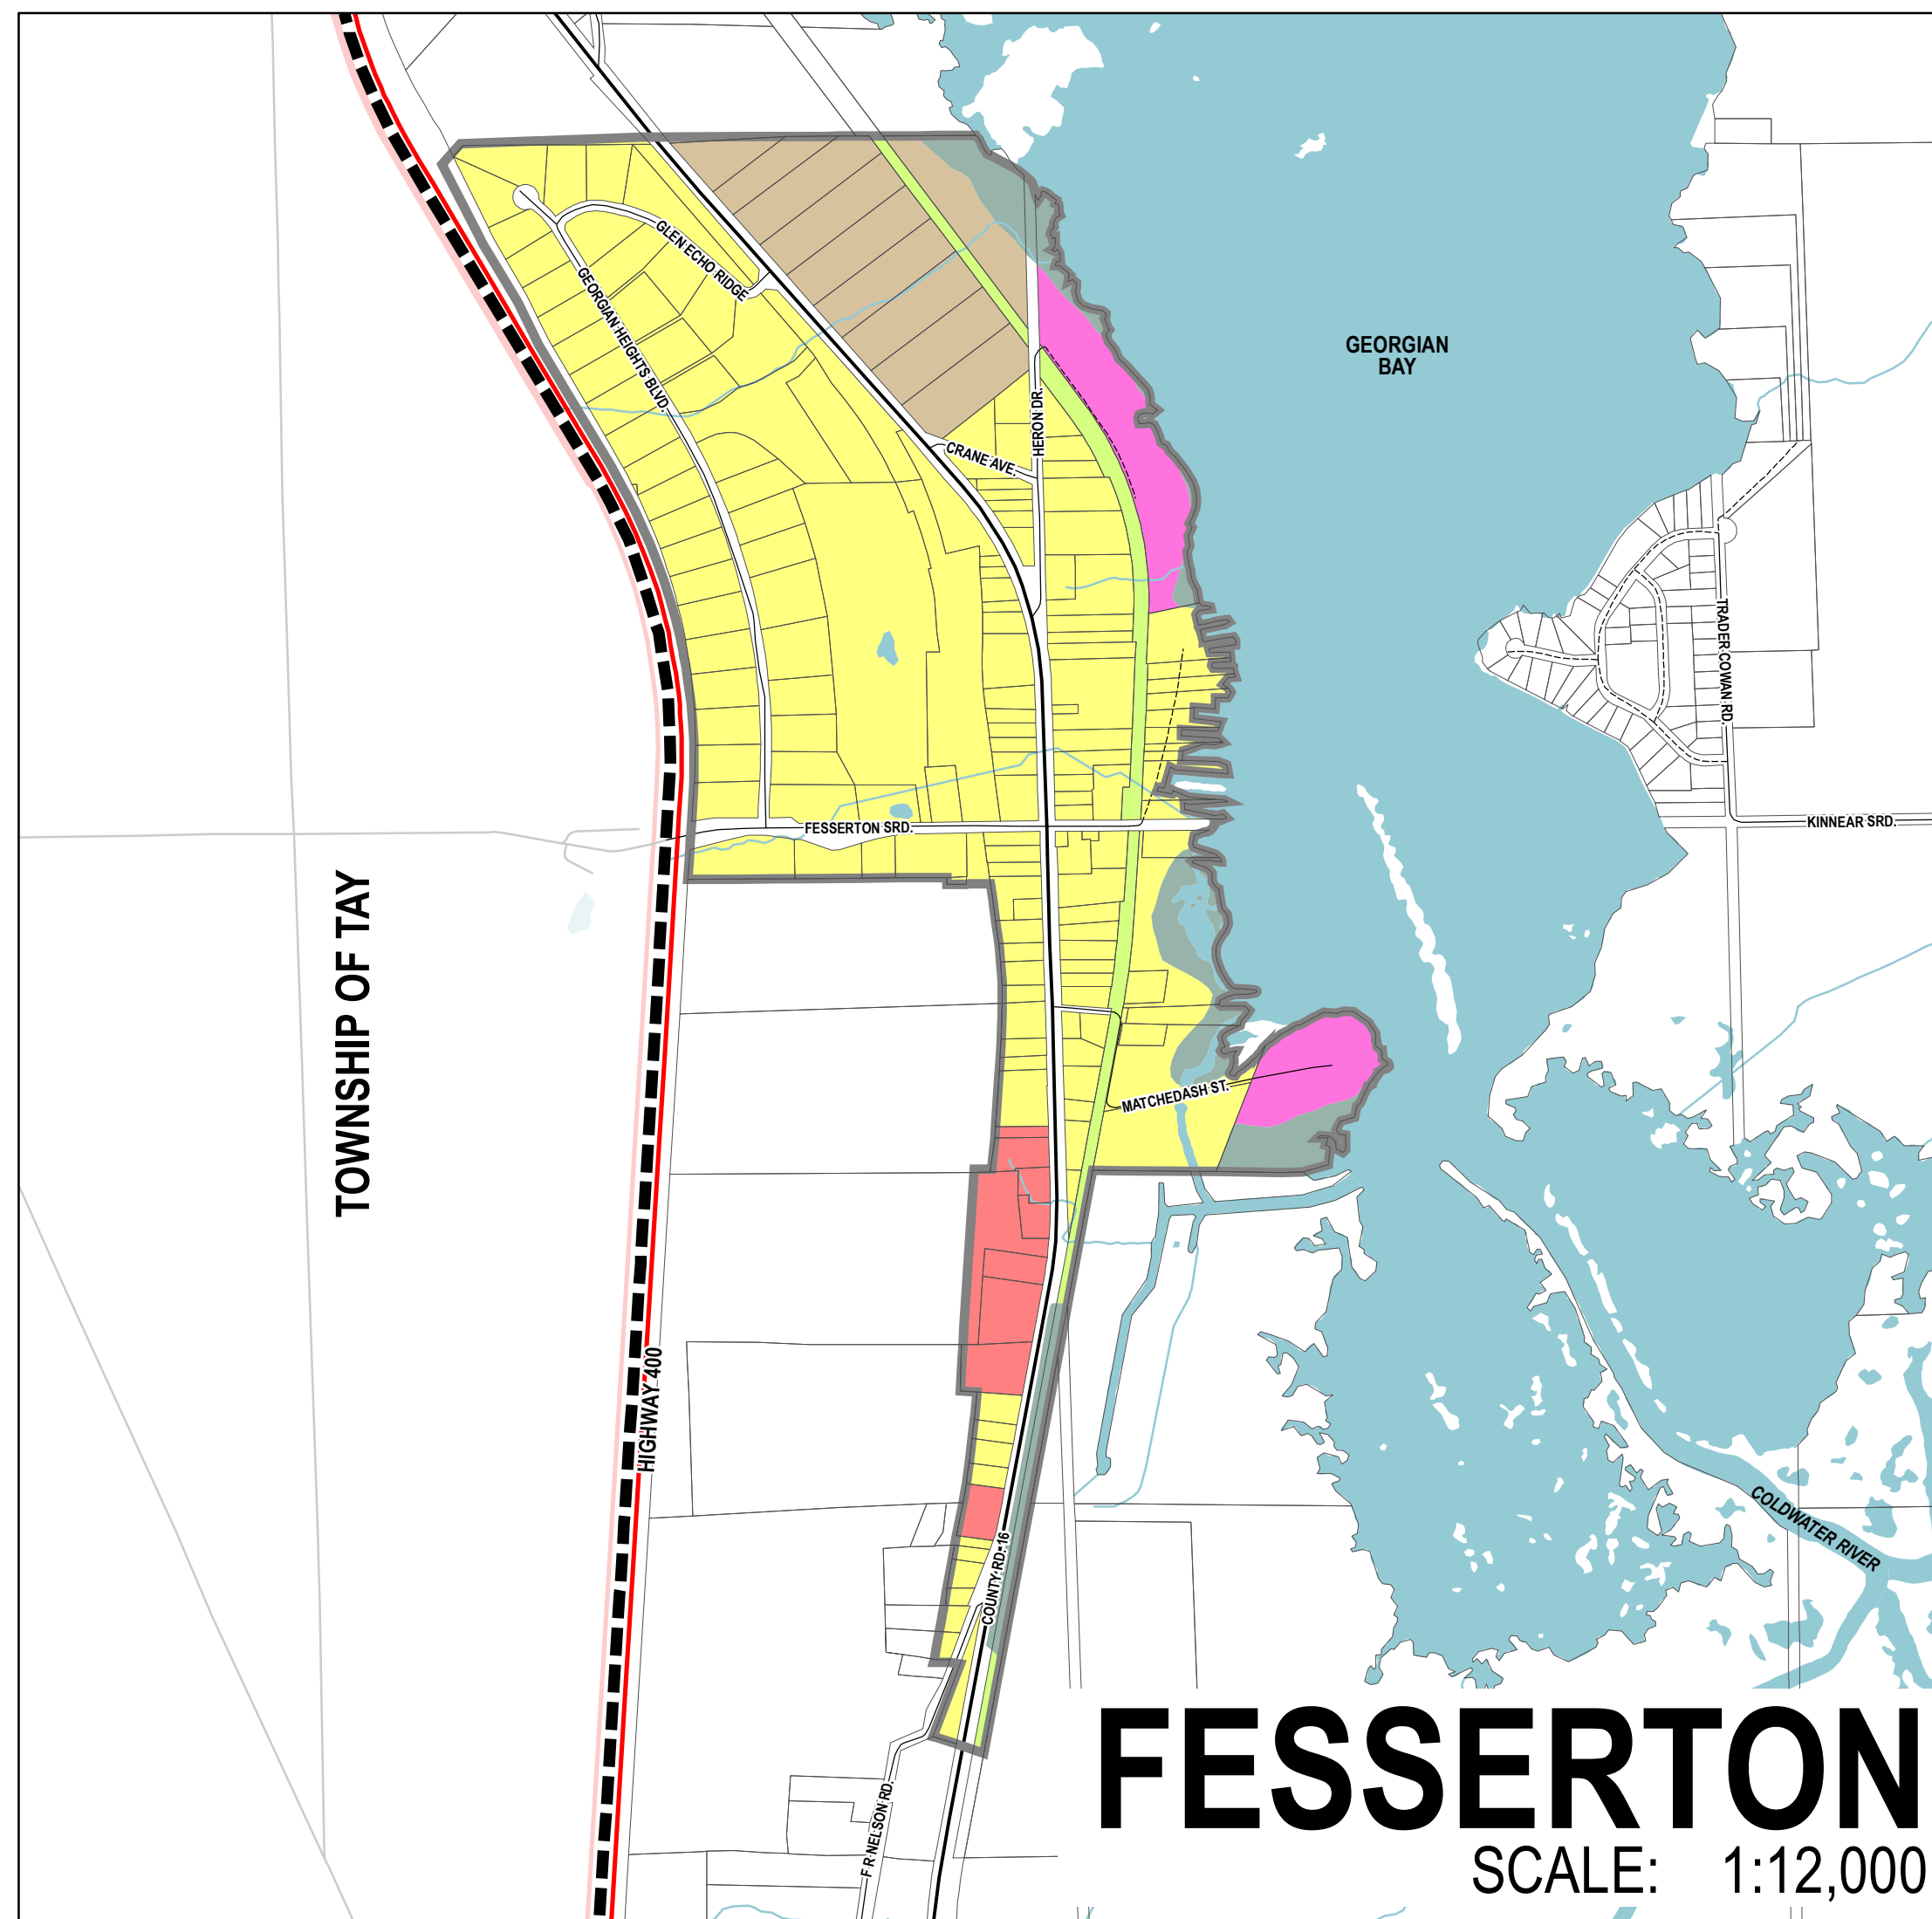 GLEN ECHO RIDGE
GEORGIAN HEIGHTS BLVD.
GEORGIAN
BAY
HERON DR.
CRANE AVE.
TRADER COWAN RD.
FESSERTON SRD.
KINNEAR SRD.
TOWNSHIP OF TAY
MATCHEDASH ST.
HIGHWAY 400
COLDWATER RIVER
COUNTY RD. 16
F R NELSON RD.
FESSERTON
SCALE: 1:12,000